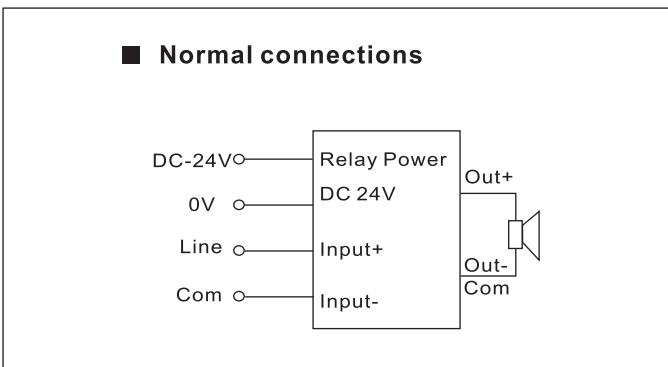 Normal connections
DC-24V
Relay Power
DC 24V
0V
Line
Input+
Com
Input-
Out+
Out-
Com